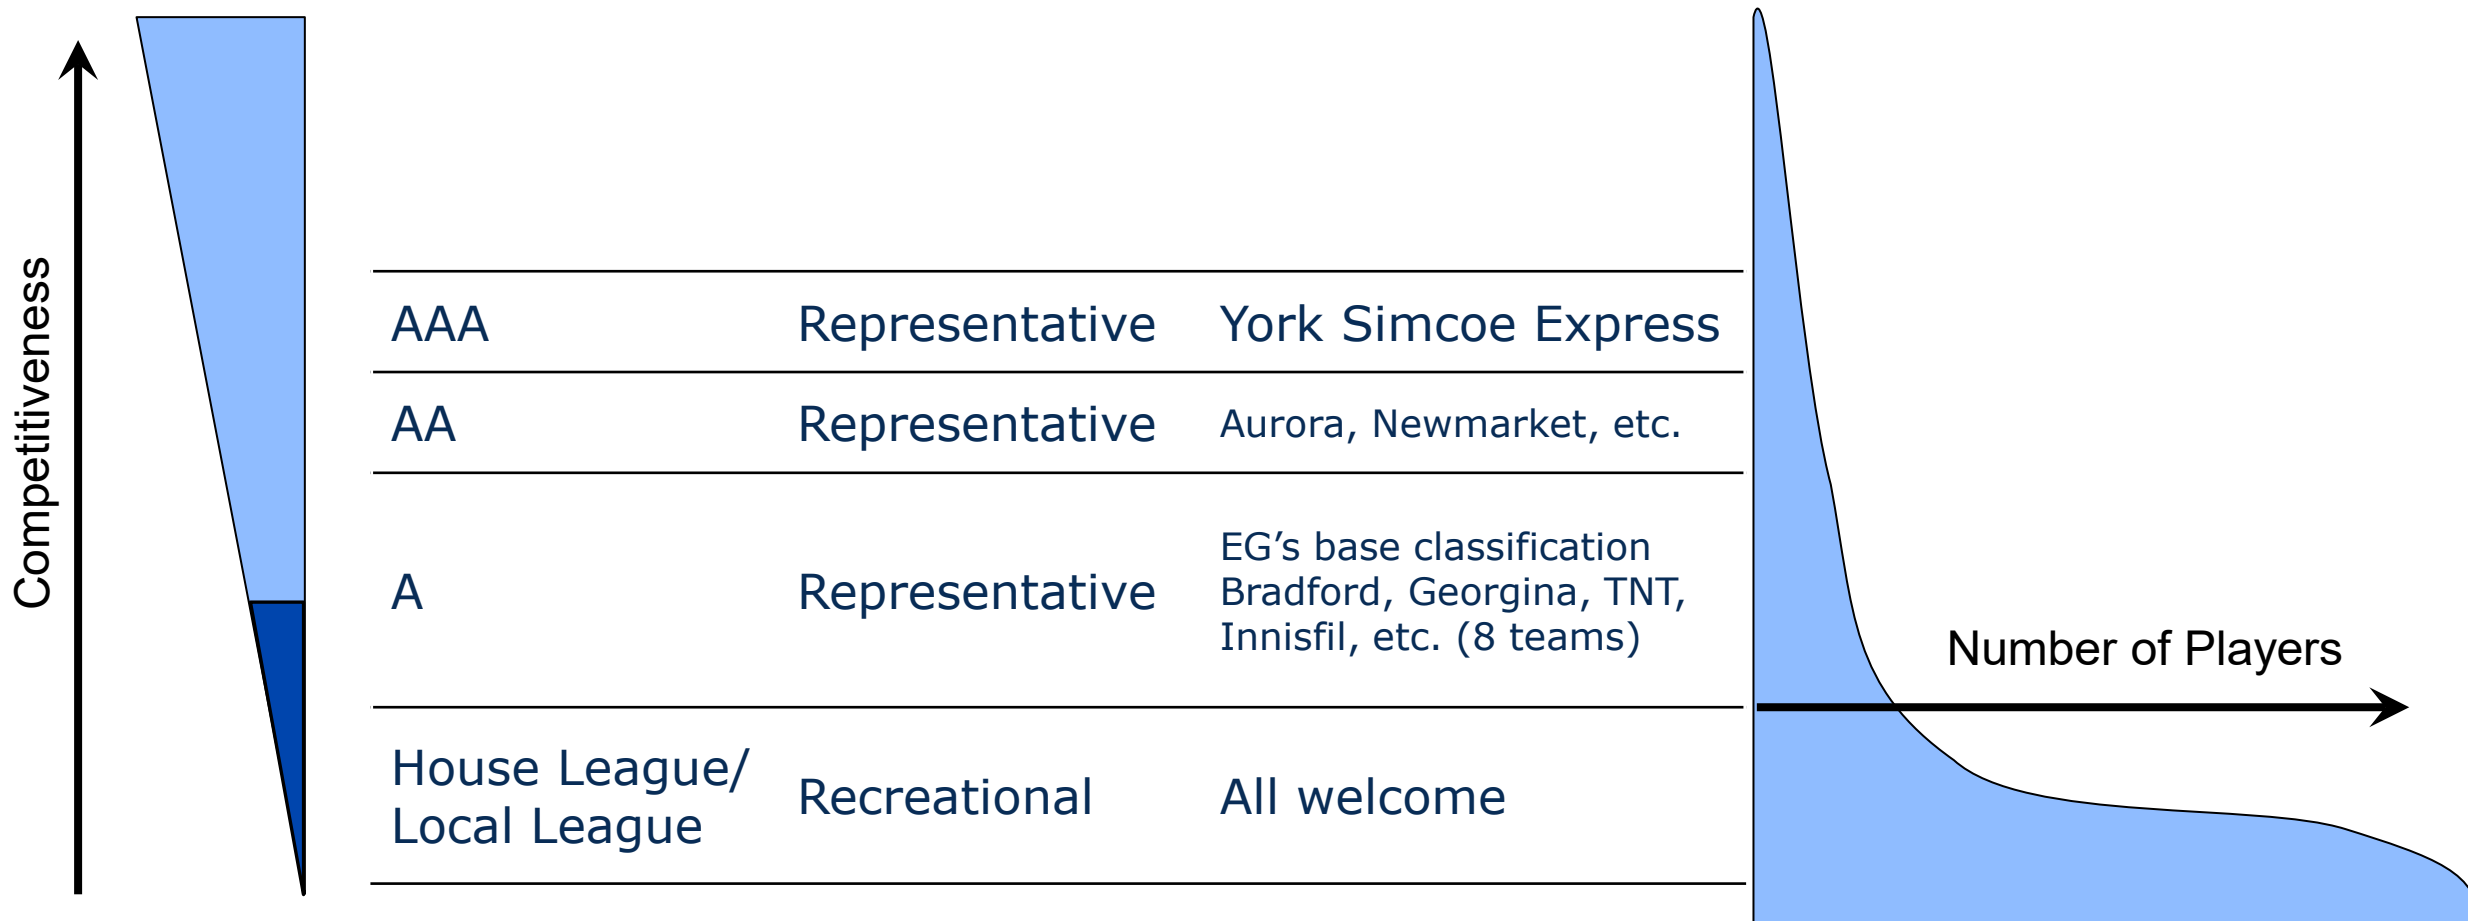 Competitiveness
AAA
Representative
York Simcoe Express
AA
Representative
Aurora, Newmarket, etc.
A
Representative
EG’s base classification
Bradford, Georgina, TNT,
Innisfil, etc. (8 teams)
House League/
Local League
Recreational
All welcome
Number of Players